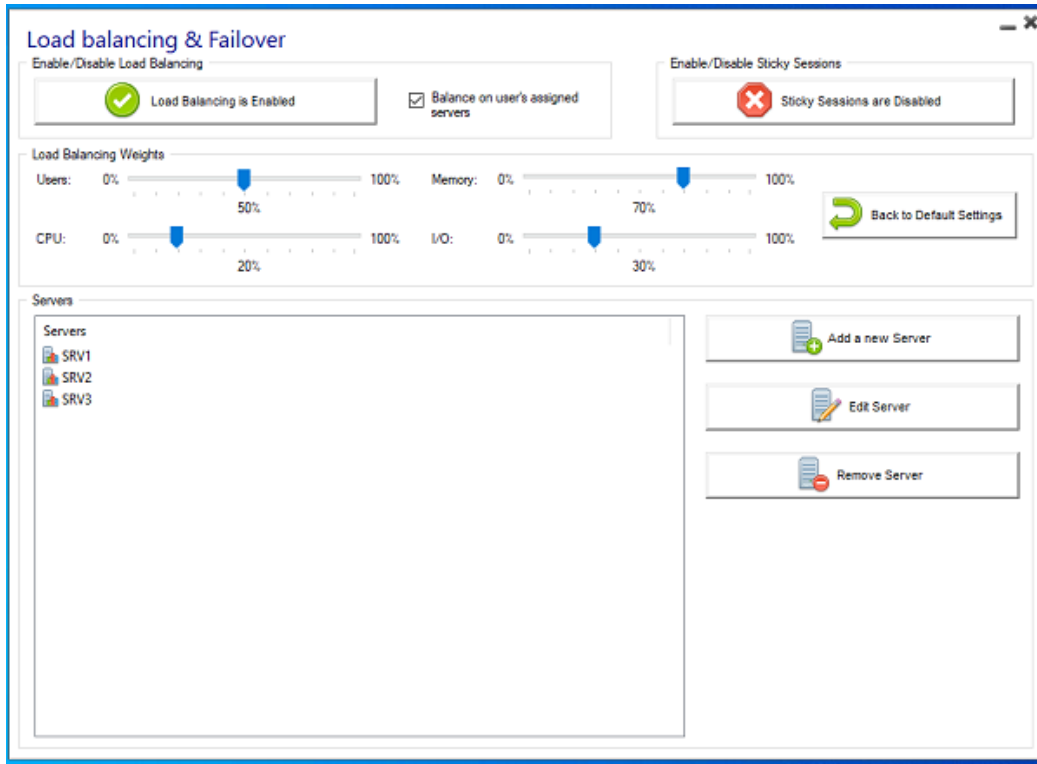 Load balancing & Failover
Enable/Disable Load Balancing
Load Balancing is Enabled
Balance on user's assigned
servers
Enable/Disable Sticky Sessions
Sticky Sessions are Disabled
Load Balancing Weights
Users: 0% 100%
50%
Memory: 0% 100%
70%
CPU: 0% 100%
20%
I/O: 0% 100%
30%
Back to Default Settings
Servers
Servers
SRV1
SRV2
SRV3
Add a new Server
Edit Server
Remove Server